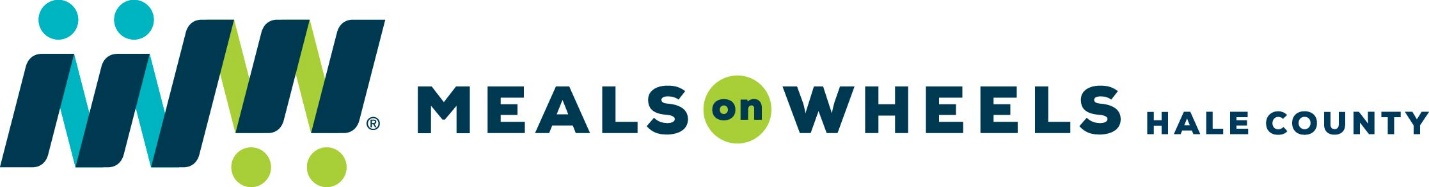 ® MEALS on WHEELS HALE COUNTY